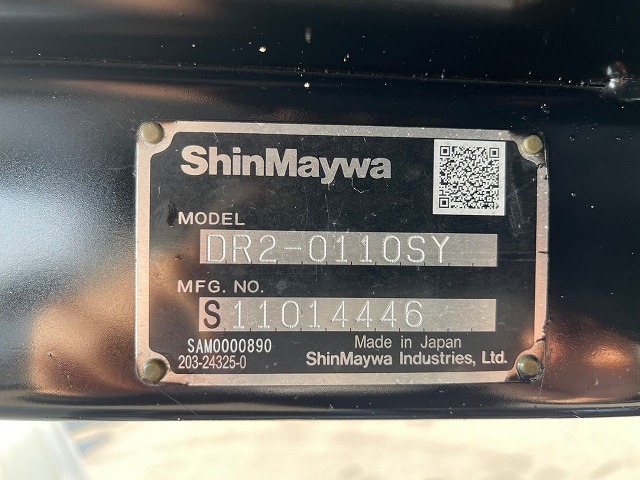 ShinMaywa
MODEL
DR2-0110SY
MFG. NO.
S11014446
SAM0000890
203-24325-0
Made in Japan
ShinMaywa Industries, Ltd.